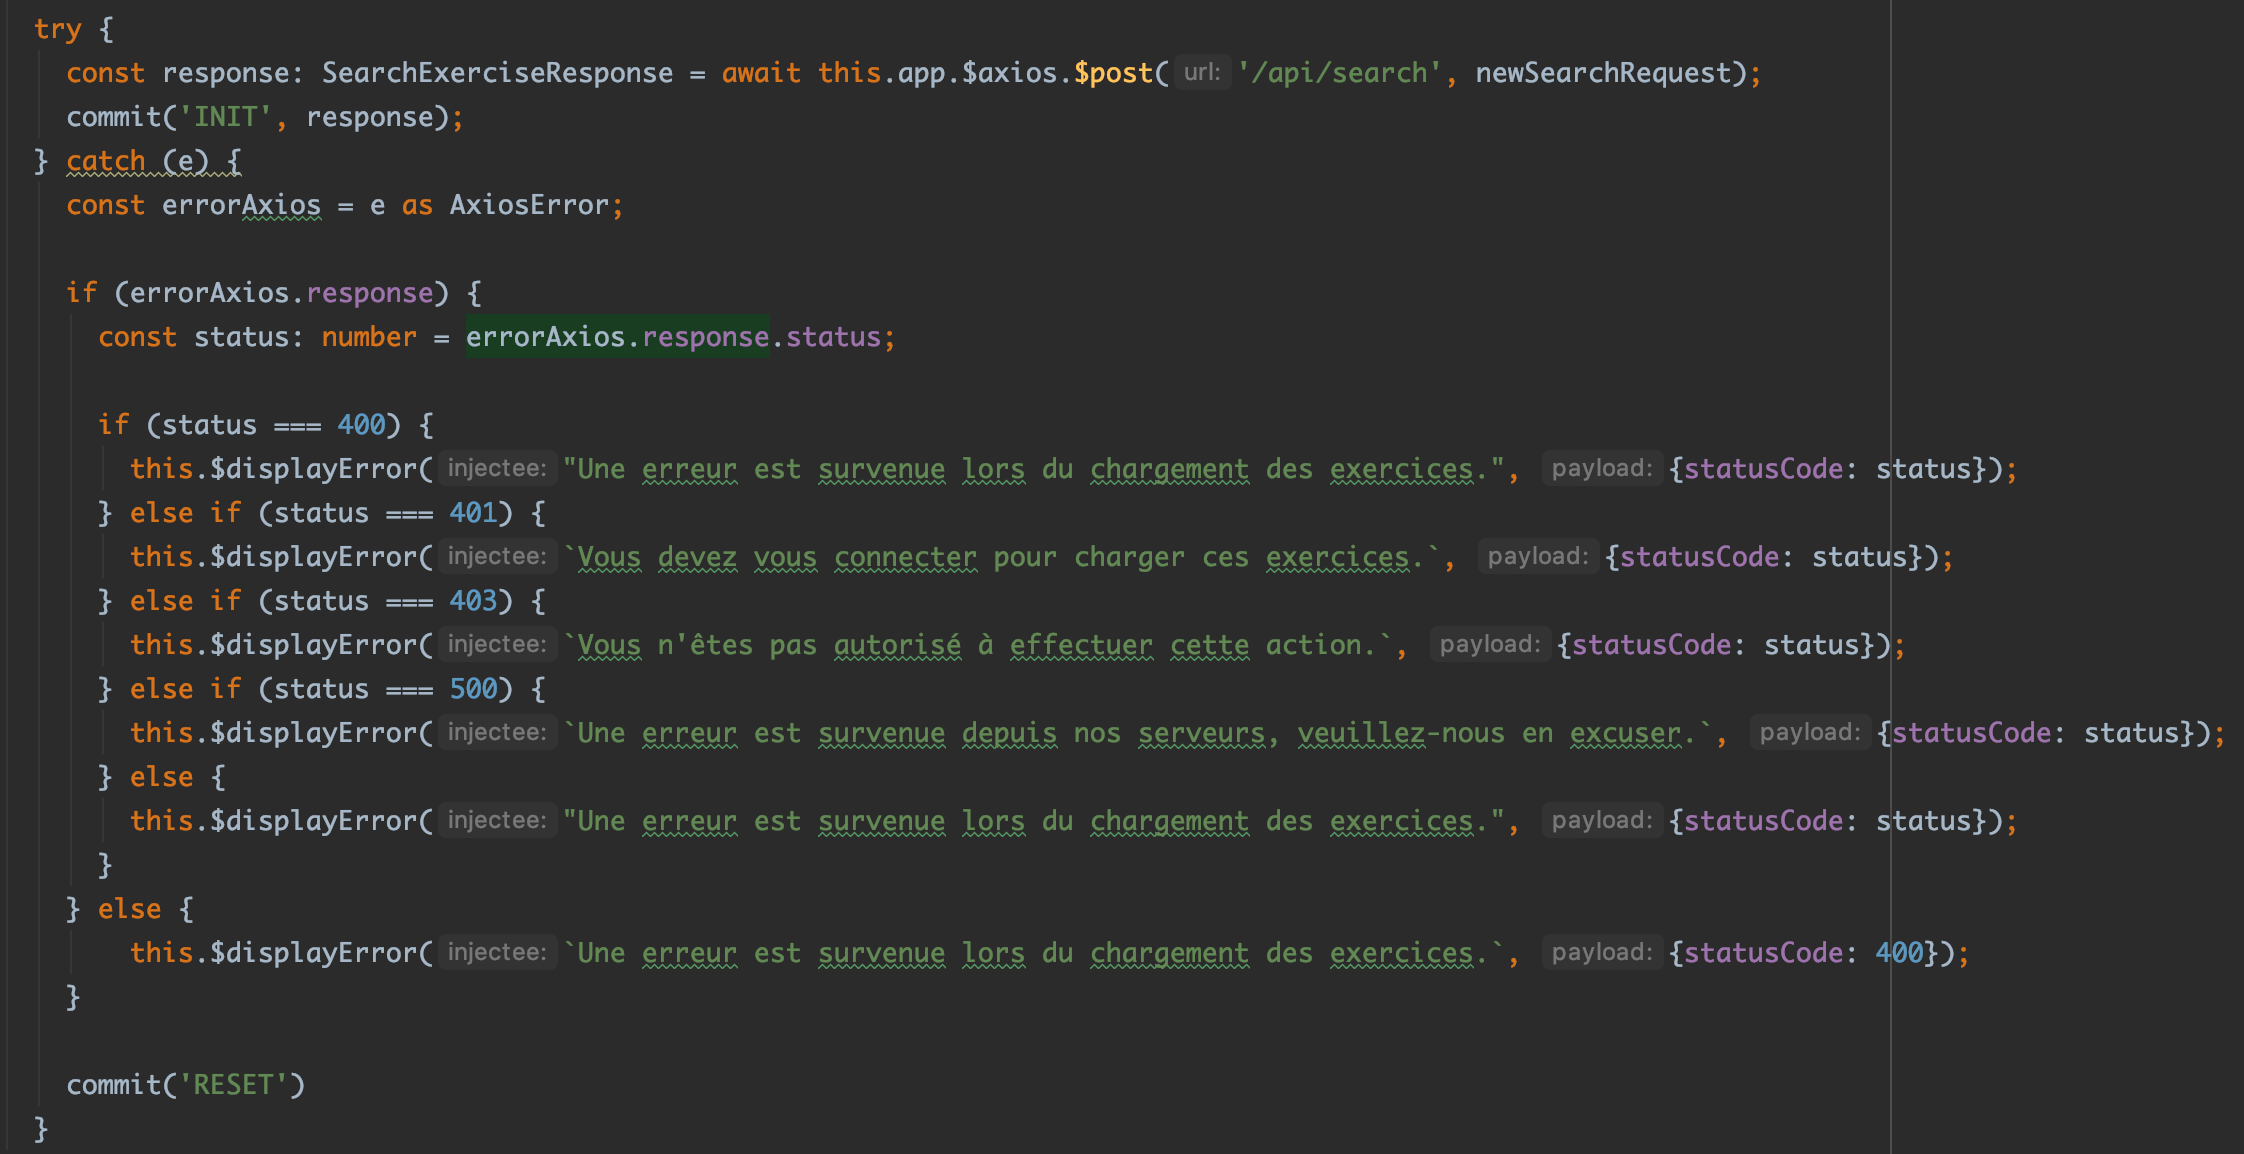 try {
const response: SearchExerciseResponse = await this.app.$axios.$post( url: '/api/search', newSearchRequest);
commit('INIT', response);
} catch (e) {
const errorAxios = e as AxiosError;
if (errorAxios.response) {
const status: number = errorAxios.response.status;
if (status === 400) {
this.$displayError( injectee: "Une erreur est survenue lors du chargement des exercices.", payload: {statusCode: status});
} else if (status === 401) {
this.$displayError( injectee: `Vous devez vous connecter pour charger ces exercices.`, payload: {statusCode: status});
} else if (status === 403) {
this.$displayError( injectee: `Vous n'êtes pas autorisé à effectuer cette action.`, payload: {statusCode: status});
} else if (status === 500) {
this.$displayError( injectee: `Une erreur est survenue depuis nos serveurs, veuillez-nous en excuser.`, payload: {statusCode: status});
} else {
this.$displayError( injectee: "Une erreur est survenue lors du chargement des exercices.", payload: {statusCode: status});
}
} else {
this.$displayError( injectee: `Une erreur est survenue lors du chargement des exercices.`, payload: {statusCode: 400});
}
commit('RESET')
}